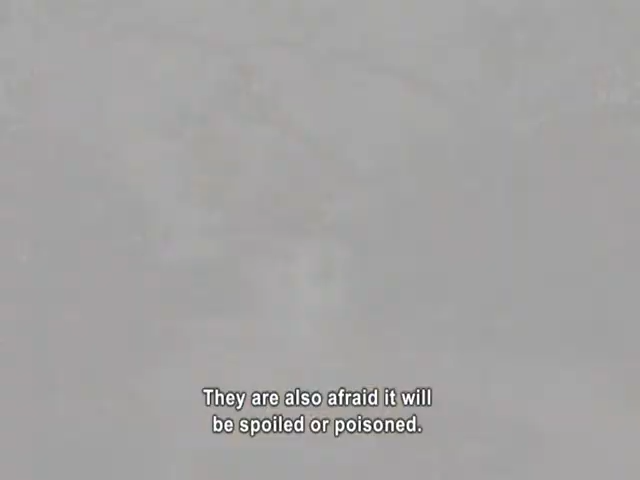 They are also afraid it will
be spoiled or poisoned.